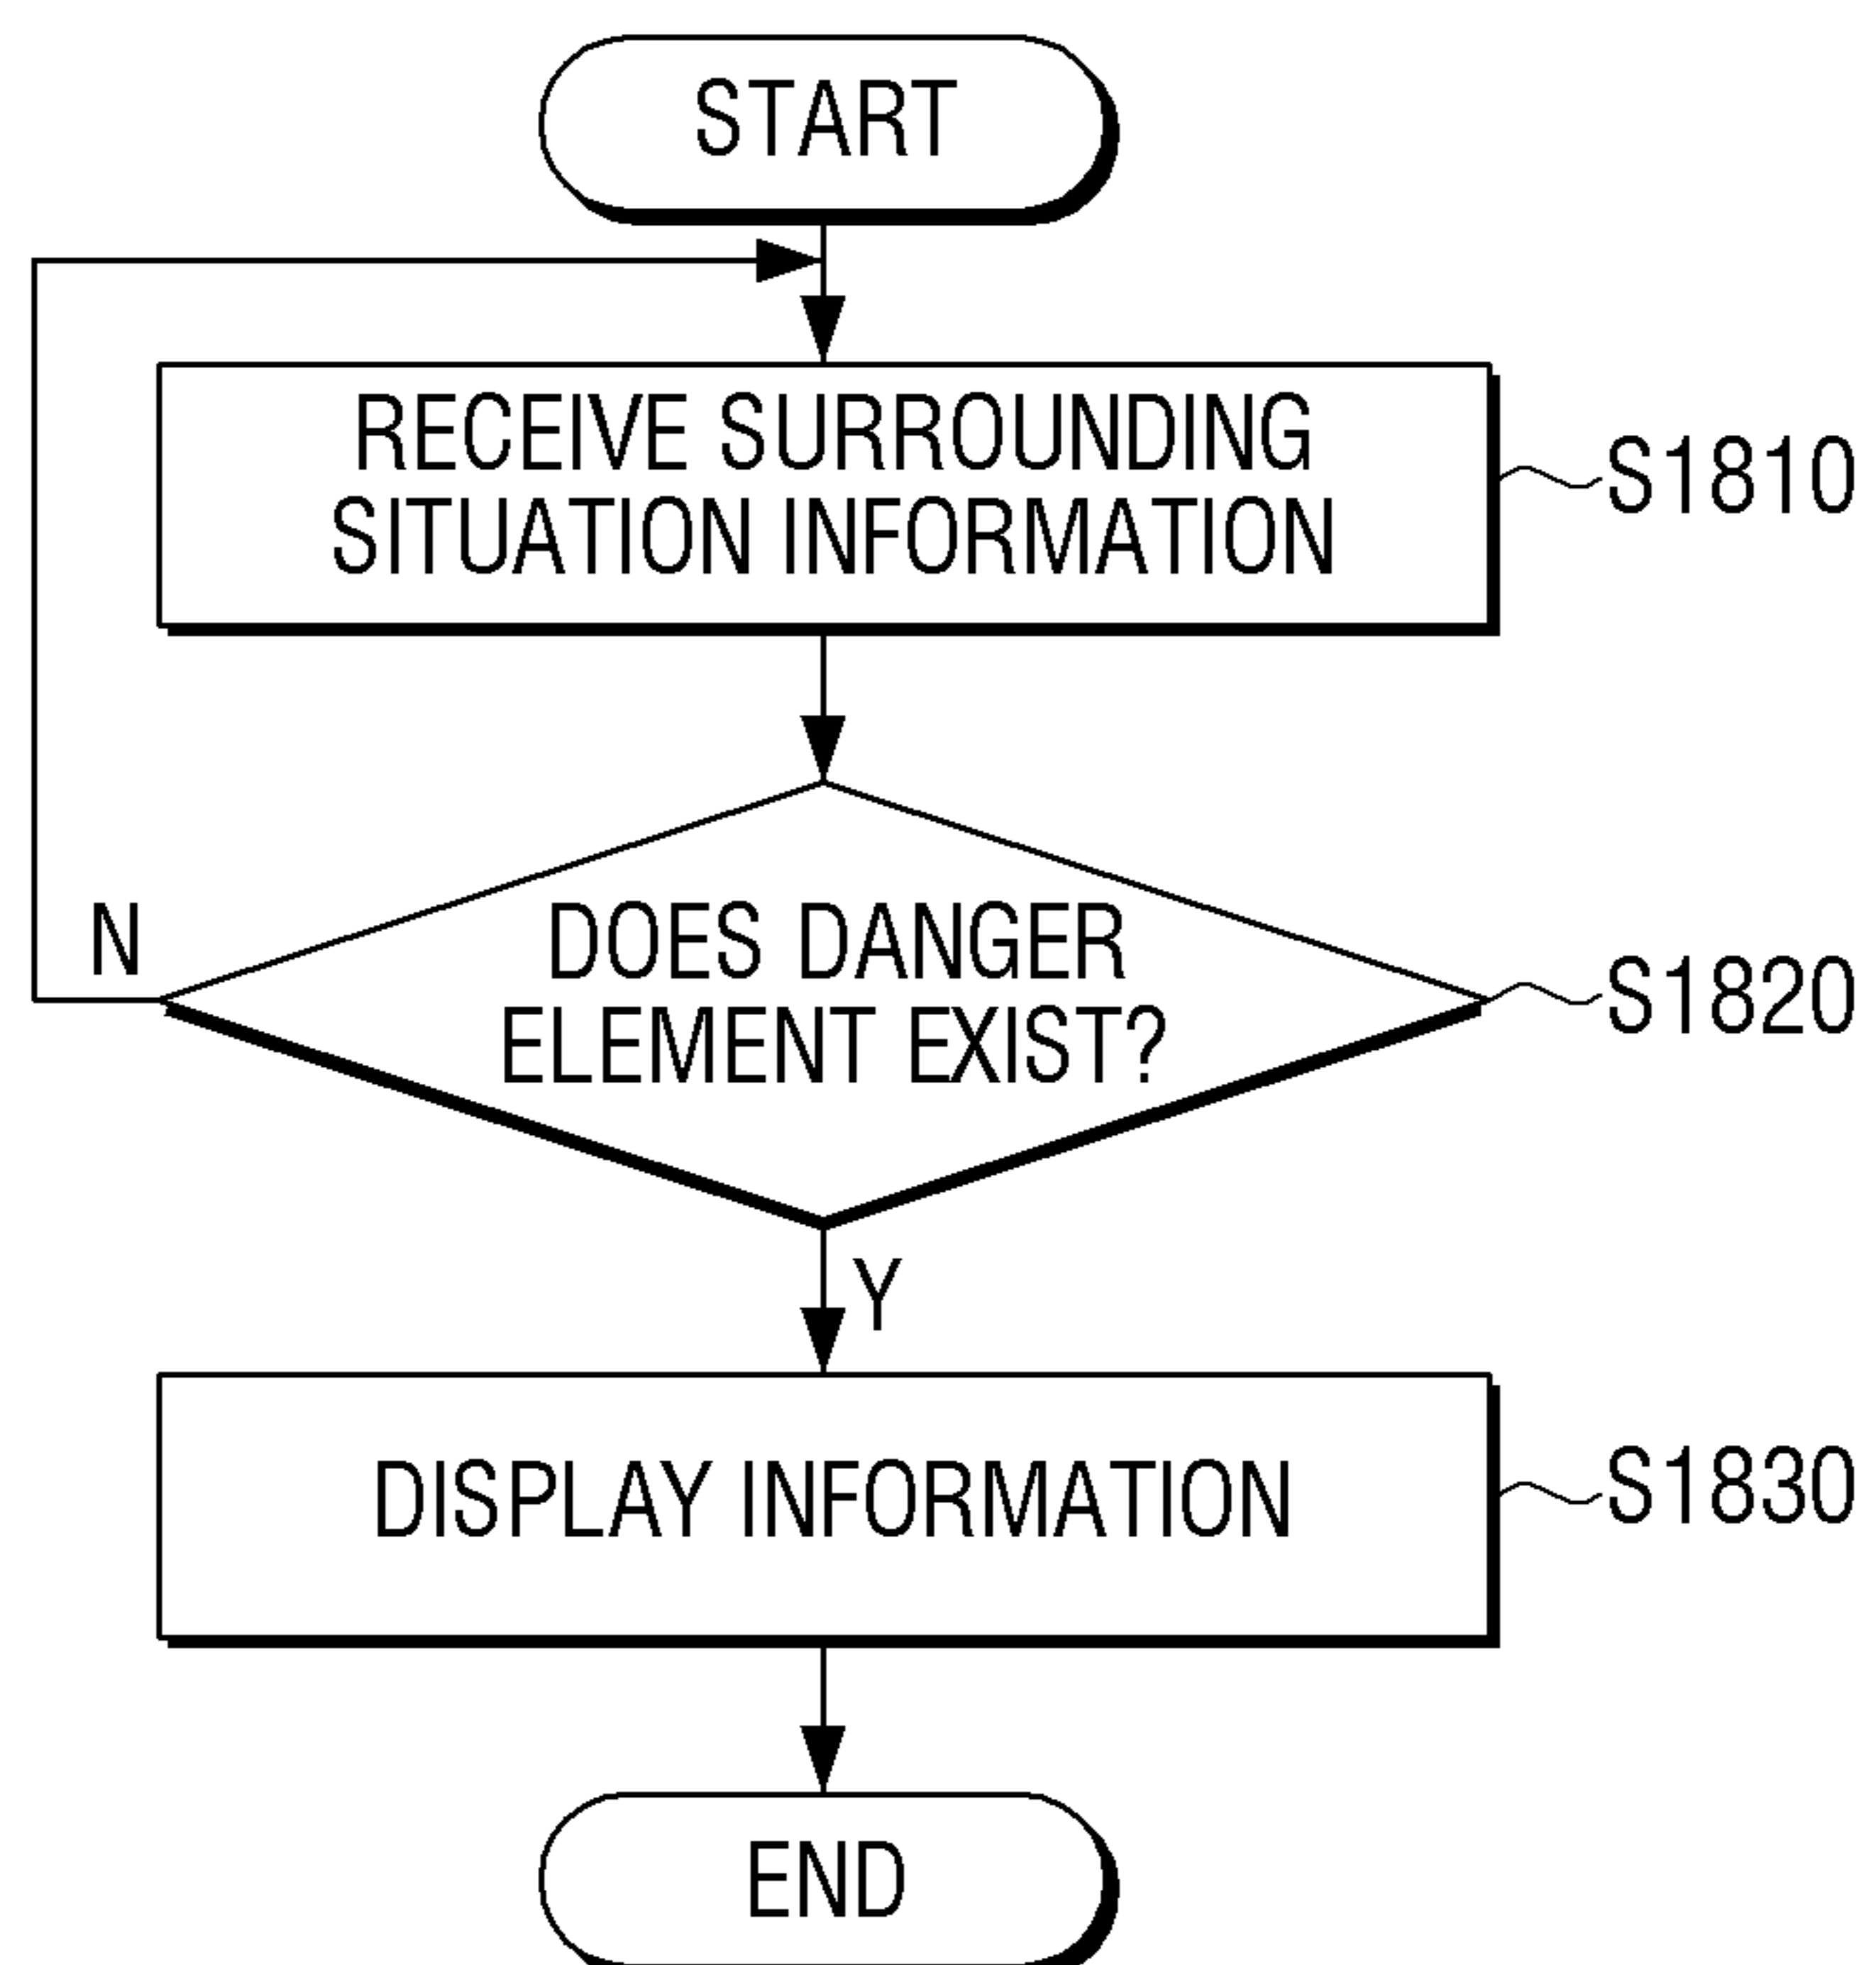 START
RECEIVE SURROUNDING
SITUATION INFORMATION
S1810
DOES DANGER
ELEMENT EXIST?
S1820
N
Y
DISPLAY INFORMATION
S1830
END